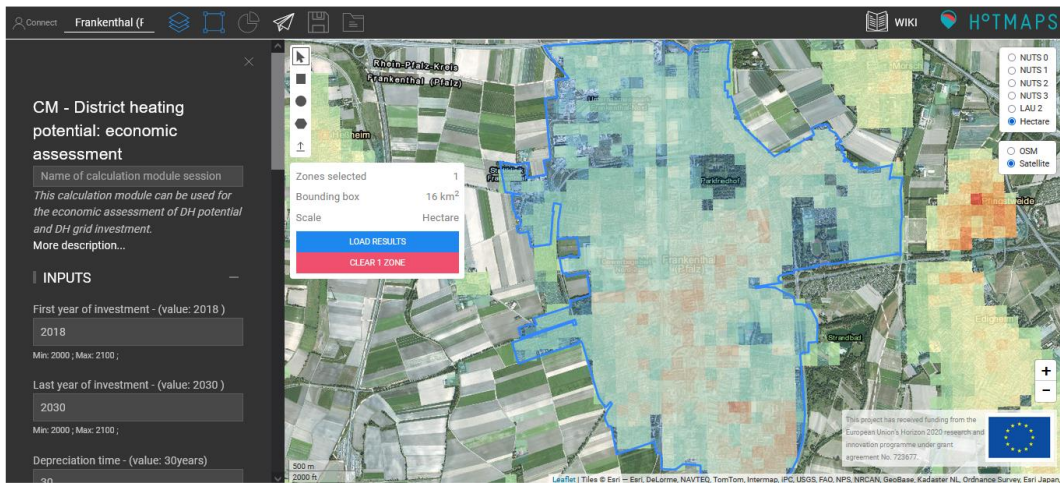 Connect
Frankenthal (F
WIKI
H°TMAPS
CM - District heating
potential: economic
assessment
Name of calculation module session
This calculation module can be used for
the economic assessment of DH potential
and DH grid investment.
More description...
INPUTS
First year of investment - (value: 2018 )
2018
Min: 2000 ; Max: 2100 ;
Last year of investment - (value: 2030 )
2030
Min: 2000 ; Max: 2100 ;
Depreciation time - (value: 30years)
30
Rhein-Pfalz-Kreis
Frankenthal (Pfalz)
Zones selected 1
Bounding box 16 km²
Scale Hectare
LOAD RESULTS
CLEAR 1 ZONE
Parkfriedhof
Frankenthal
(Pfalz)
Strandbad
Edigheim
NUTS 0
NUTS 1
NUTS 2
NUTS 3
LAU 2
Hectare
OSM
Satellite
+
−
This project has received funding from the
European Union's Horizon 2020 research and
innovation programme under grant
agreement No. 723677.
500 m
2000 ft
Leaflet | Tiles © Esri — Esri, DeLorme, NAVTEQ, TomTom, Intermap, iPC, USGS, FAO, NPS, NRCAN, GeoBase, Kadaster NL, Ordnance Survey, Esri Japan,